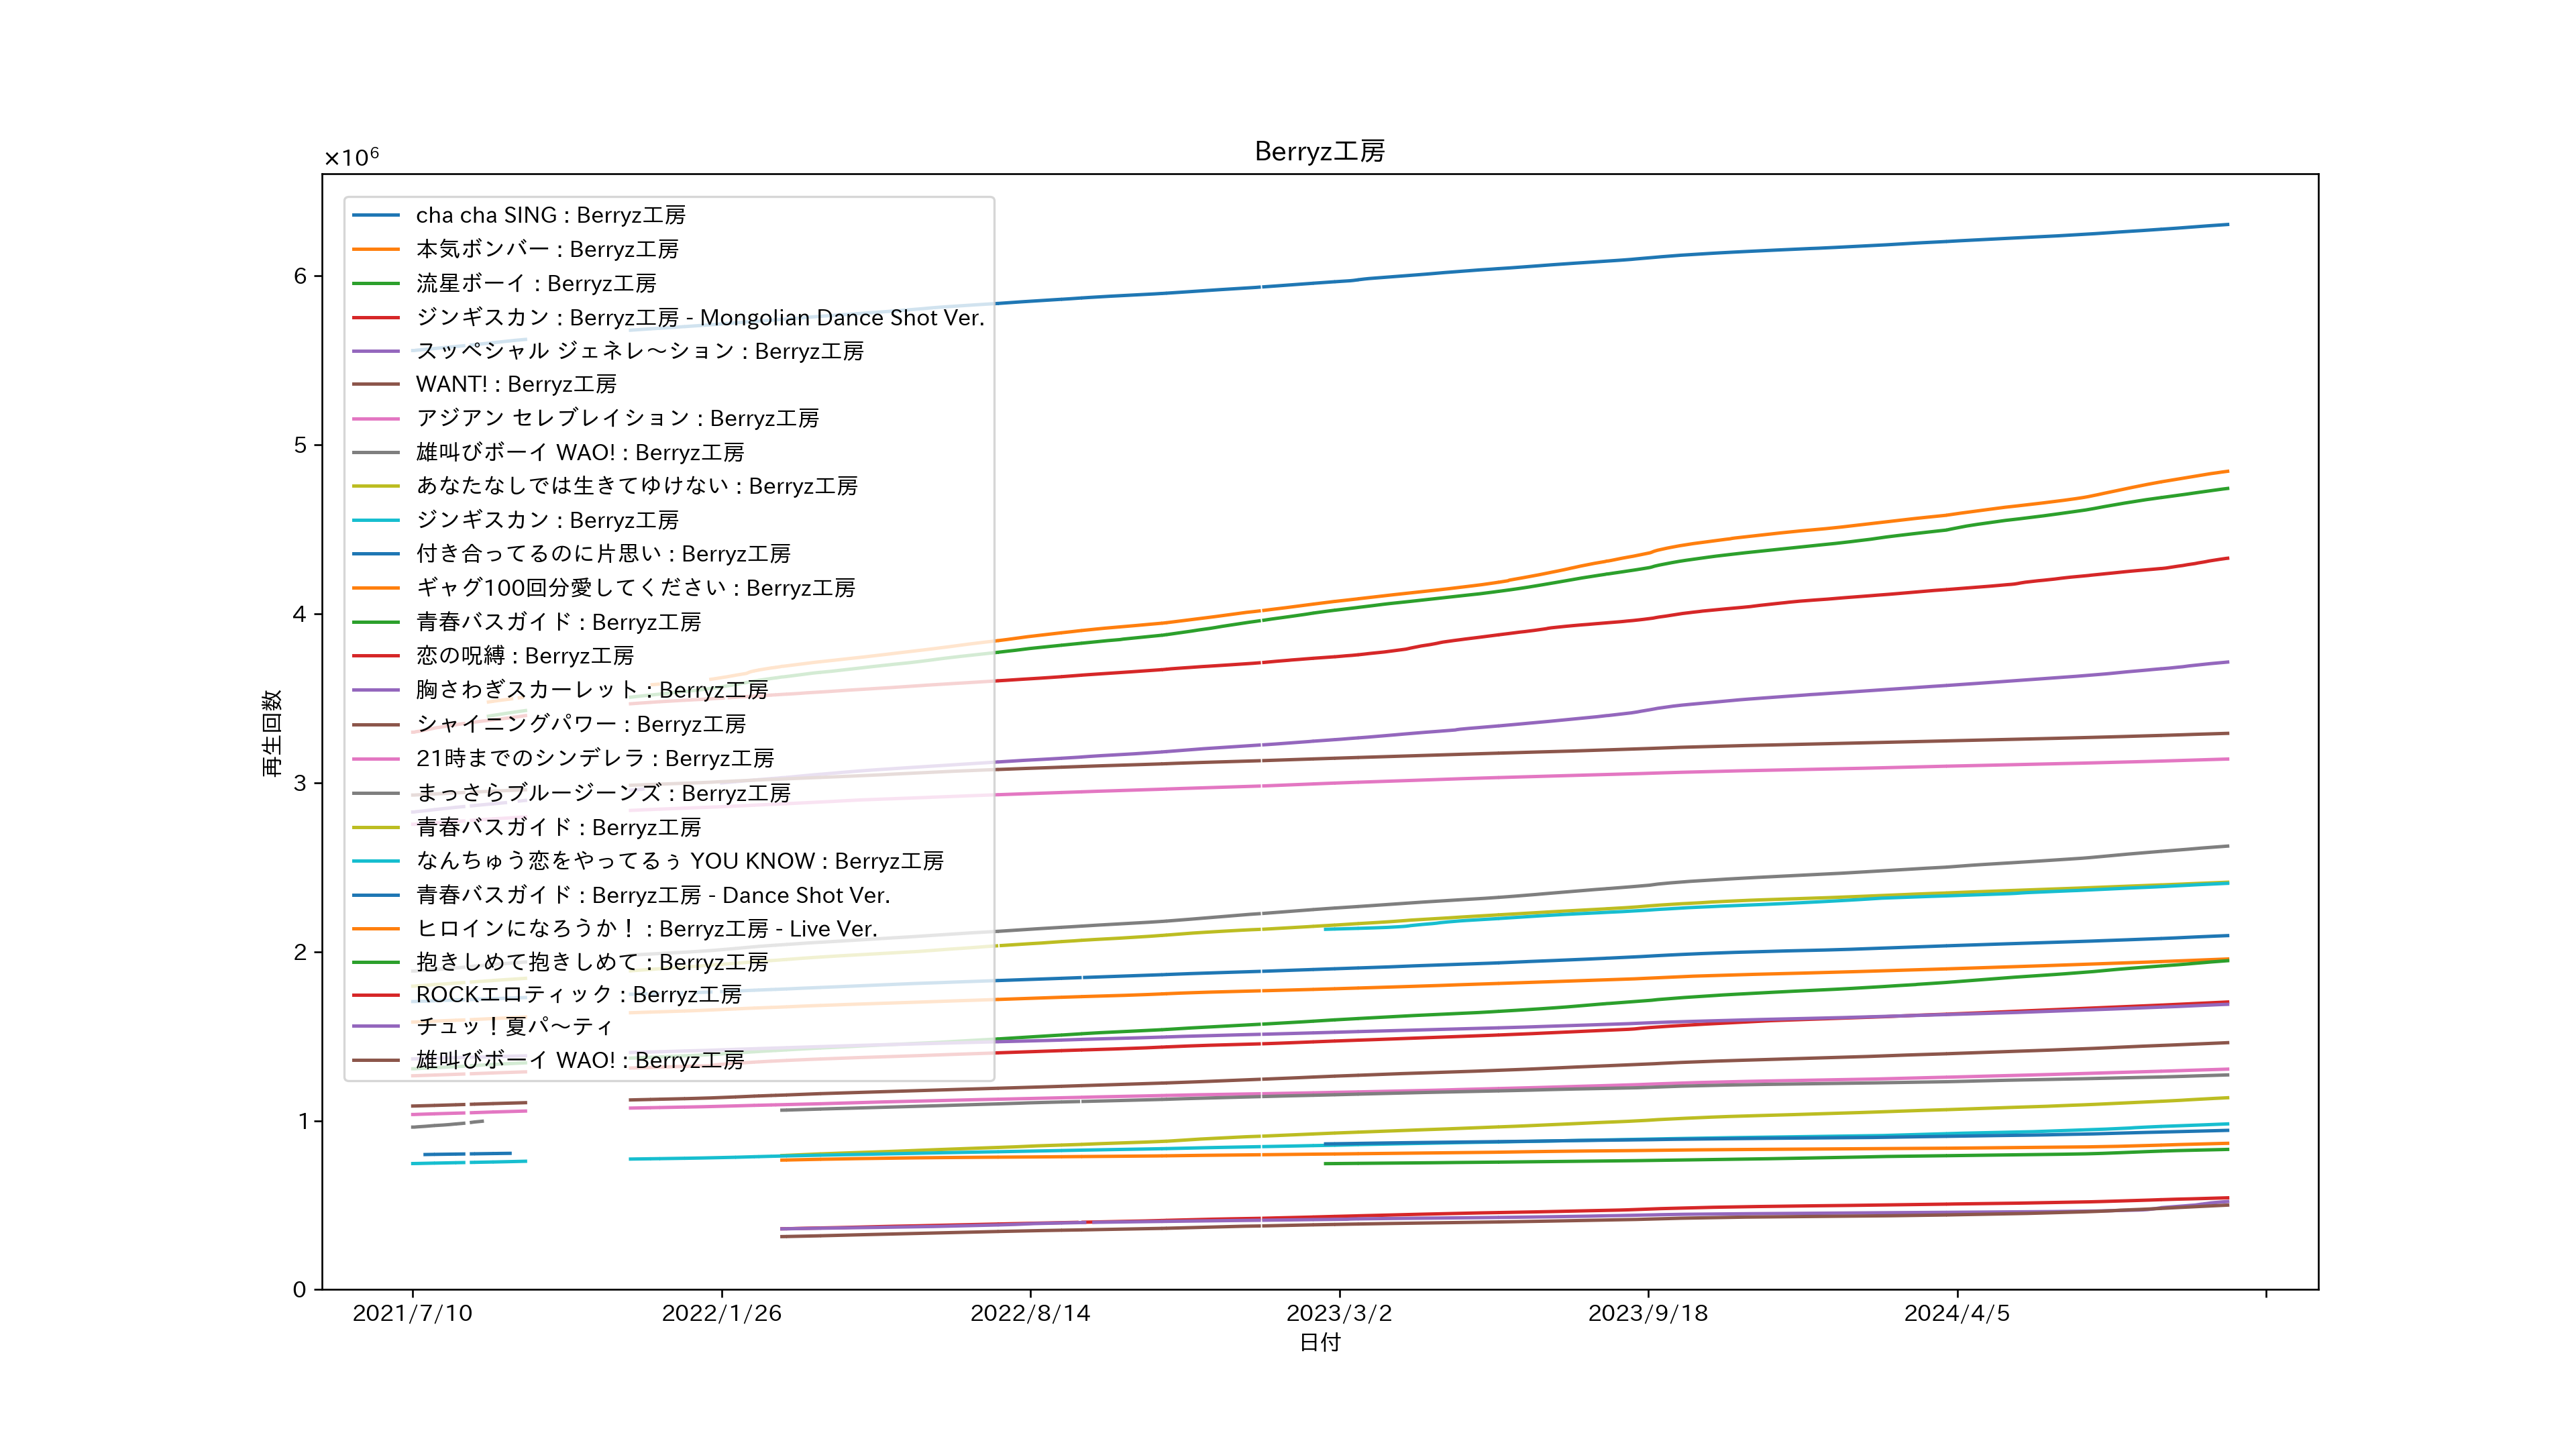 Berryz工房
×10⁶
cha cha SING : Berryz工房
本気ボンバー : Berryz工房
流星ボーイ : Berryz工房
ジンギスカン : Berryz工房 - Mongolian Dance Shot Ver.
スッペシャル ジェネレ～ション : Berryz工房
WANT! : Berryz工房
アジアン セレブレイション : Berryz工房
雄叫びボーイ WAO! : Berryz工房
あなたなしでは生きてゆけない : Berryz工房
ジンギスカン : Berryz工房
付き合ってるのに片思い : Berryz工房
ギャグ100回分愛してください : Berryz工房
青春バスガイド : Berryz工房
恋の呪縛 : Berryz工房
胸さわぎスカーレット : Berryz工房
シャイニングパワー : Berryz工房
21時までのシンデレラ : Berryz工房
まっさらブルージーンズ : Berryz工房
青春バスガイド : Berryz工房
なんちゅう恋をやってるぅ YOU KNOW : Berryz工房
青春バスガイド : Berryz工房 - Dance Shot Ver.
ヒロインになろうか！ : Berryz工房 - Live Ver.
抱きしめて抱きしめて : Berryz工房
ROCKエロティック : Berryz工房
チュッ！夏パ～ティ
雄叫びボーイ WAO! : Berryz工房
再生回数
6
5
4
3
2
1
0
2021/7/10
2022/1/26
2022/8/14
2023/3/2
2023/9/18
2024/4/5
日付